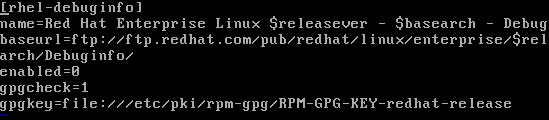 [rhel-debuginfo]
name=Red Hat Enterprise Linux $releasever - $basearch - Debug
baseurl=ftp://ftp.redhat.com/pub/redhat/linux/enterprise/$rel
arch/Debuginfo/
enabled=0
gpgcheck=1
gpgkey=file:///etc/pki/rpm-gpg/RPM-GPG-KEY-redhat-release